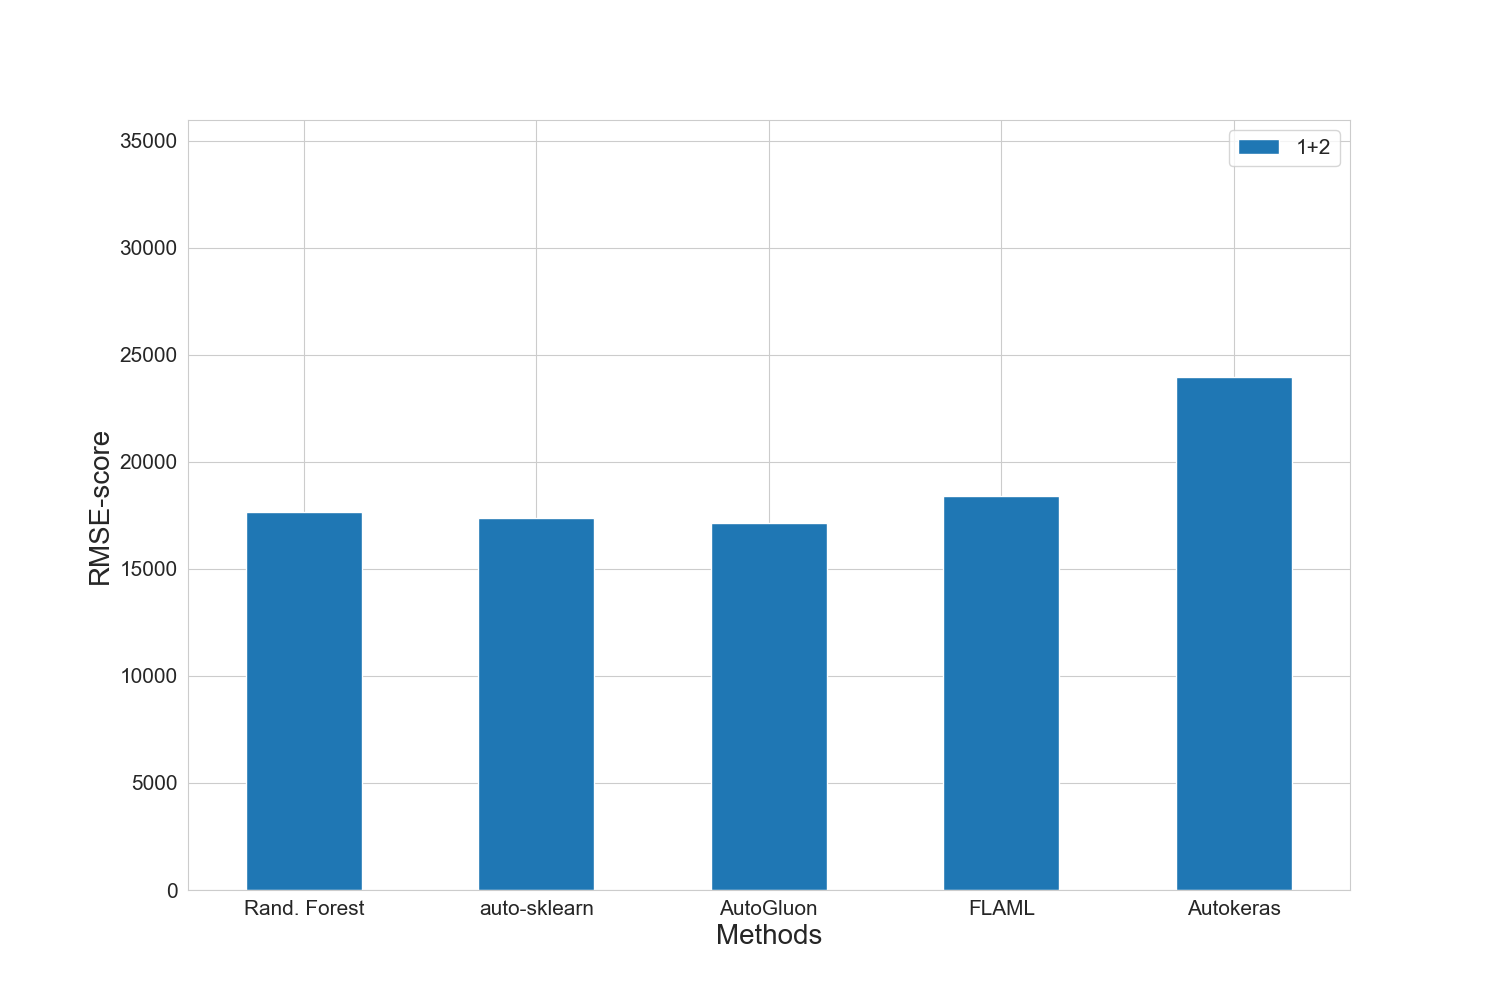 1+2
35000
30000
25000
20000
15000
10000
5000
0
RMSE-score
Rand. Forest
auto-sklearn
AutoGluon
FLAML
Autokeras
Methods